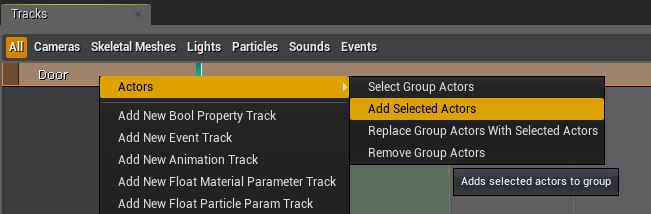 Tracks
All Cameras Skeletal Meshes Lights Particles Sounds Events
Door
Actors
Select Group Actors
Add Selected Actors
Replace Group Actors With Selected Actors
Remove Group Actors
Adds selected actors to group
Add New Bool Property Track
Add New Event Track
Add New Animation Track
Add New Float Material Parameter Track
Add New Float Particle Param Track